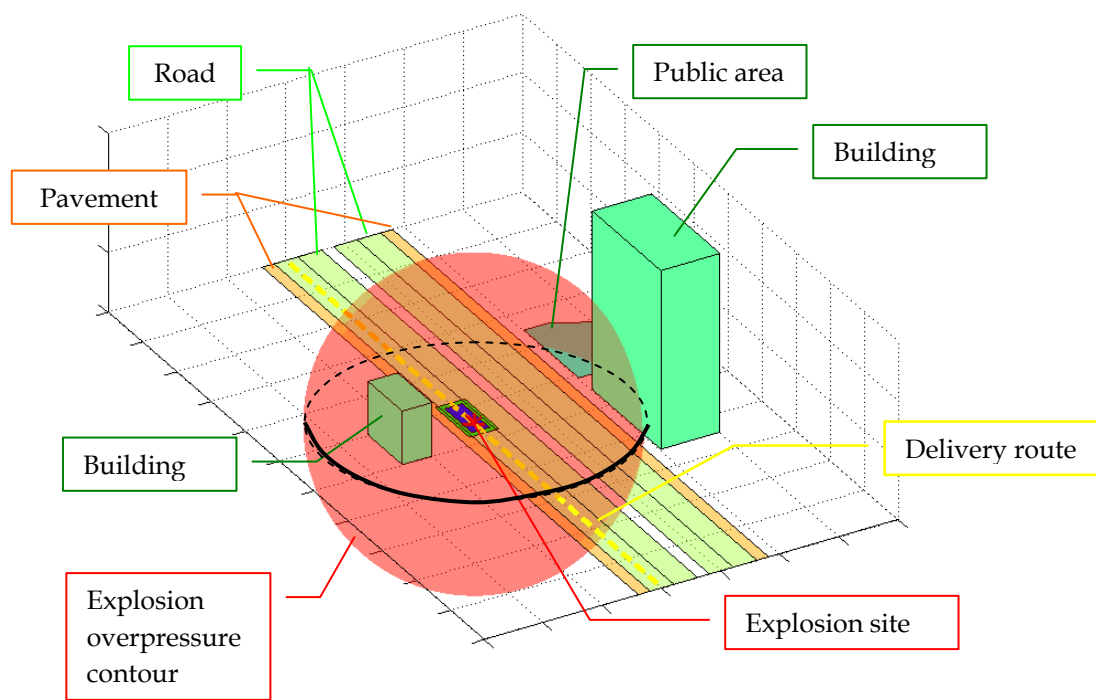 Road
Public area
Building
Pavement
Building
Delivery route
Explosion
overpressure
contour
Explosion site